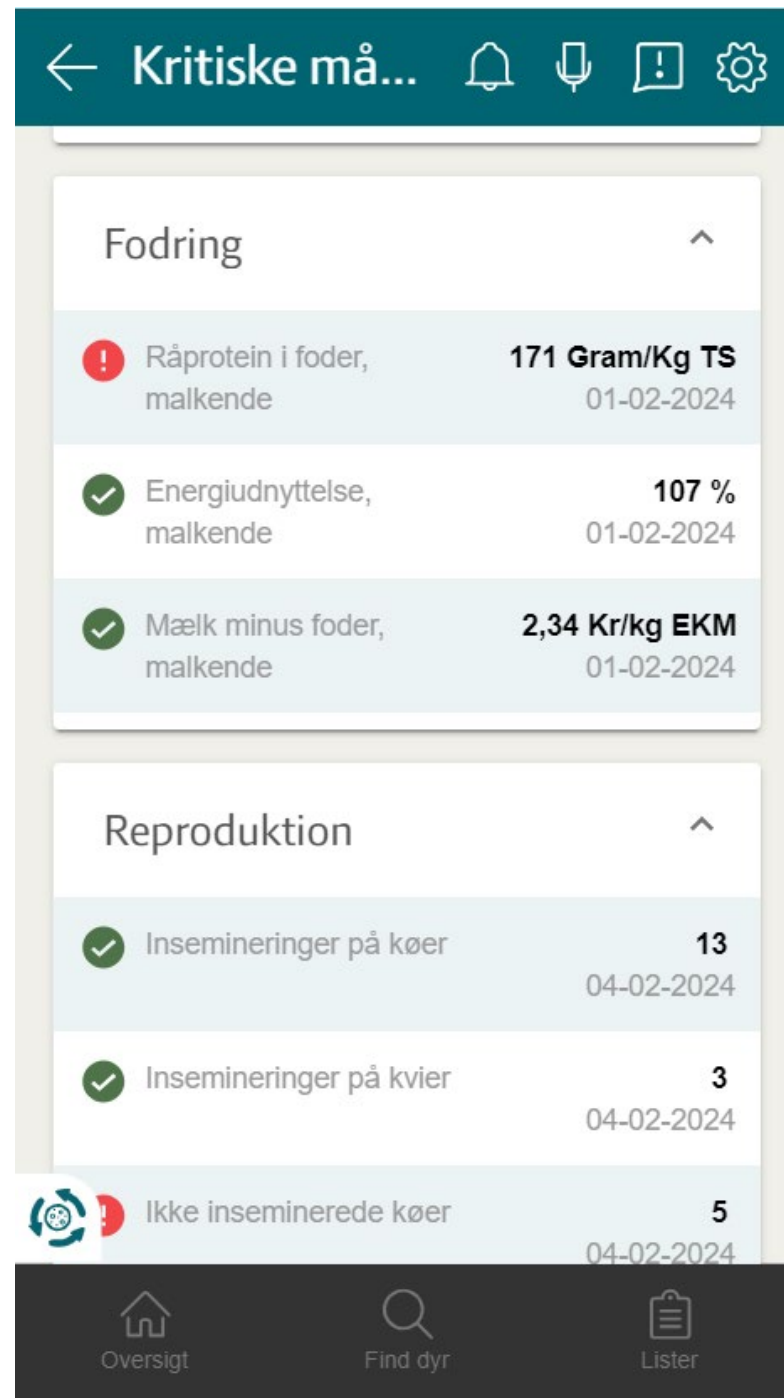 Kritiske må...
Fodring
Råprotein i foder, 171 Gram/Kg TS
malkende 01-02-2024
Energiudnyttelse, 107 %
malkende 01-02-2024
Mælk minus foder, 2,34 Kr/kg EKM
malkende 01-02-2024
Reproduktion
Insemineringer på køer 13
04-02-2024
Insemineringer på kvier 3
04-02-2024
Ikke inseminerede køer 5
04-02-2024
Oversigt Find dyr Lister